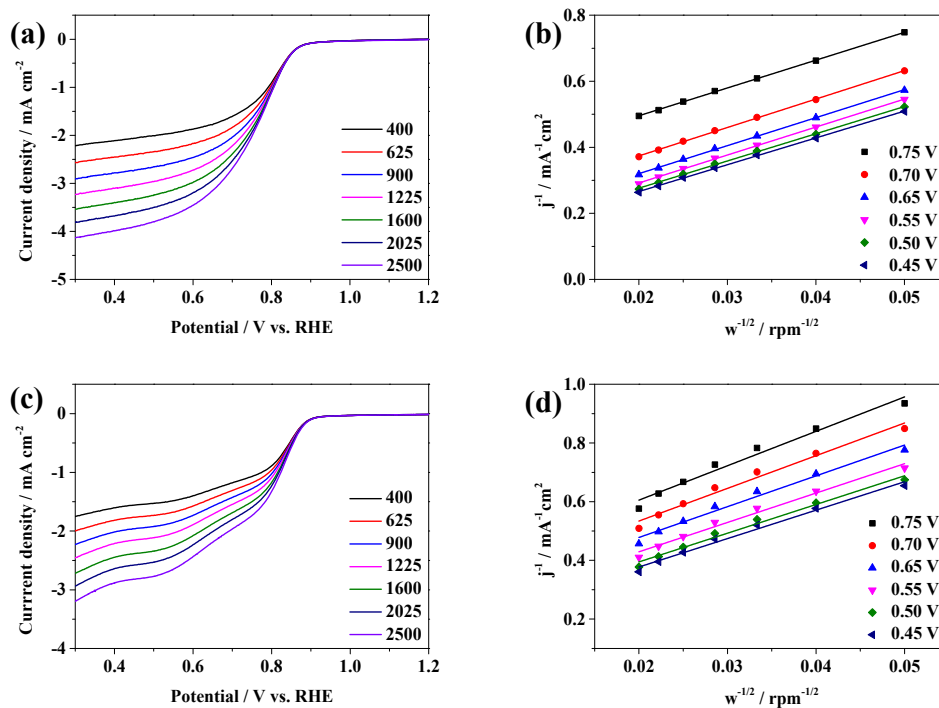 (a)
0
-1
-2
-3
-4
-5
Current density / mA cm-2
0.4 0.6 0.8 1.0 1.2
Potential / V vs. RHE
400
625
900
1225
1600
2025
2500
(b)
0.8
0.6
0.4
0.2
0.0
j-1 / mA-1cm2
0.02 0.03 0.04 0.05
w-1/2 / rpm-1/2
0.75 V
0.70 V
0.65 V
0.55 V
0.50 V
0.45 V
(c)
0
-1
-2
-3
-4
Currrent density / mA cm-2
0.4 0.6 0.8 1.0 1.2
Potential / V vs. RHE
400
625
900
1225
1600
2025
2500
(d)
1.0
0.8
0.6
0.4
0.2
j-1 / mA-1cm2
0.02 0.03 0.04 0.05
w-1/2 / rpm-1/2
0.75 V
0.70 V
0.65 V
0.55 V
0.50 V
0.45 V